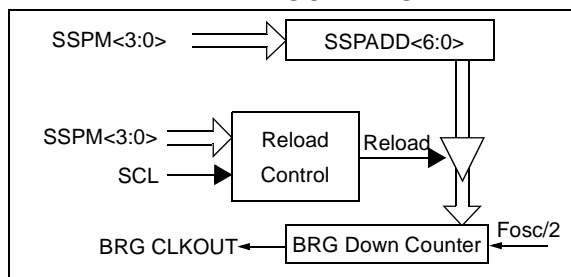 SSPM<3:0>
SSPADD<6:0>
SSPM<3:0>
SCL
Reload
Control
Reload
BRG CLKOUT
BRG Down Counter
Fosc/2